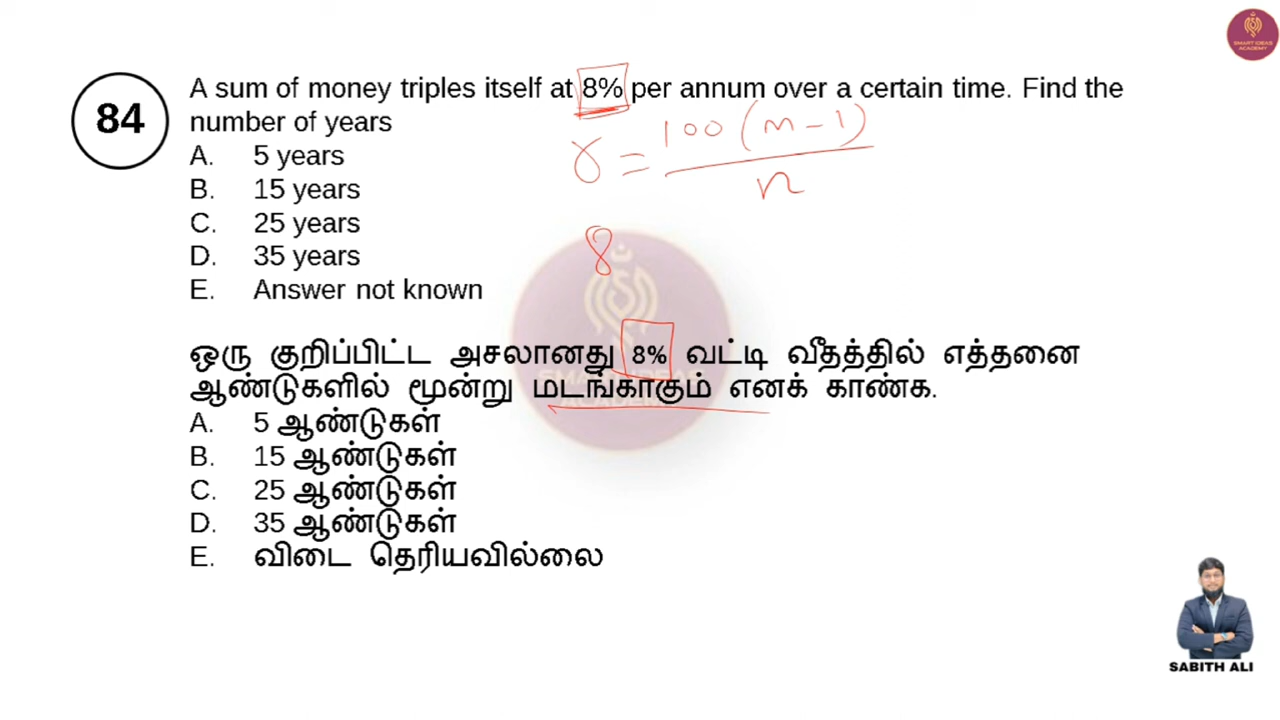 SMART IDEAS
ACADEMY
84
A sum of money triples itself at 8% per annum over a certain time. Find the
number of years
A. 5 years
B. 15 years
C. 25 years
D. 35 years
E. Answer not known
r = 100 (m - 1) / n
8
ஒரு குறிப்பிட்ட அசலானது 8% வட்டி வீதத்தில் எத்தனை
ஆண்டுகளில் மூன்று மடங்காகும் எனக் காண்க.
A. 5 ஆண்டுகள்
B. 15 ஆண்டுகள்
C. 25 ஆண்டுகள்
D. 35 ஆண்டுகள்
E. விடை தெரியவில்லை
SABITH ALI